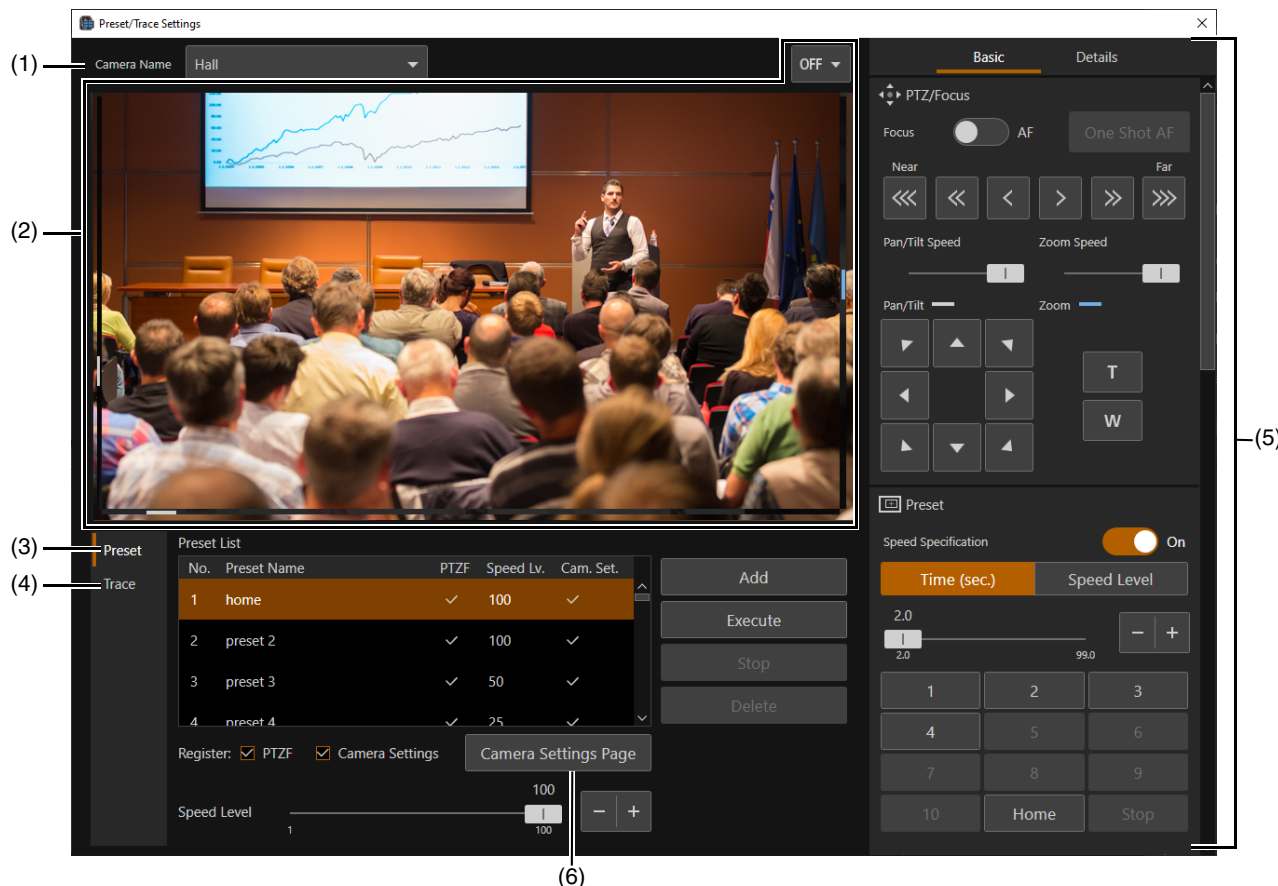 Preset/Trace Settings
(1)
Camera Name
Hall
OFF
Basic
Details
PTZ/Focus
Focus
AF
One Shot AF
Near
Far
(2)
Pan/Tilt Speed
Zoom Speed
Pan/Tilt
Zoom
T
W
(5)
(3)
(4)
Preset
Trace
Preset List
No. Preset Name PTZF Speed Lv. Cam. Set.
1 home 100
2 preset 2 100
3 preset 3 50
4 preset 4 25
Add
Execute
Stop
Delete
Register: PTZF Camera Settings
Camera Settings Page
Speed Level
100
1
100
− +
(6)
Preset
Speed Specification
On
Time (sec.)
Speed Level
2.0
2.0
99.0
− +
1 2 3
4 5 6
7 8 9
10 Home Stop